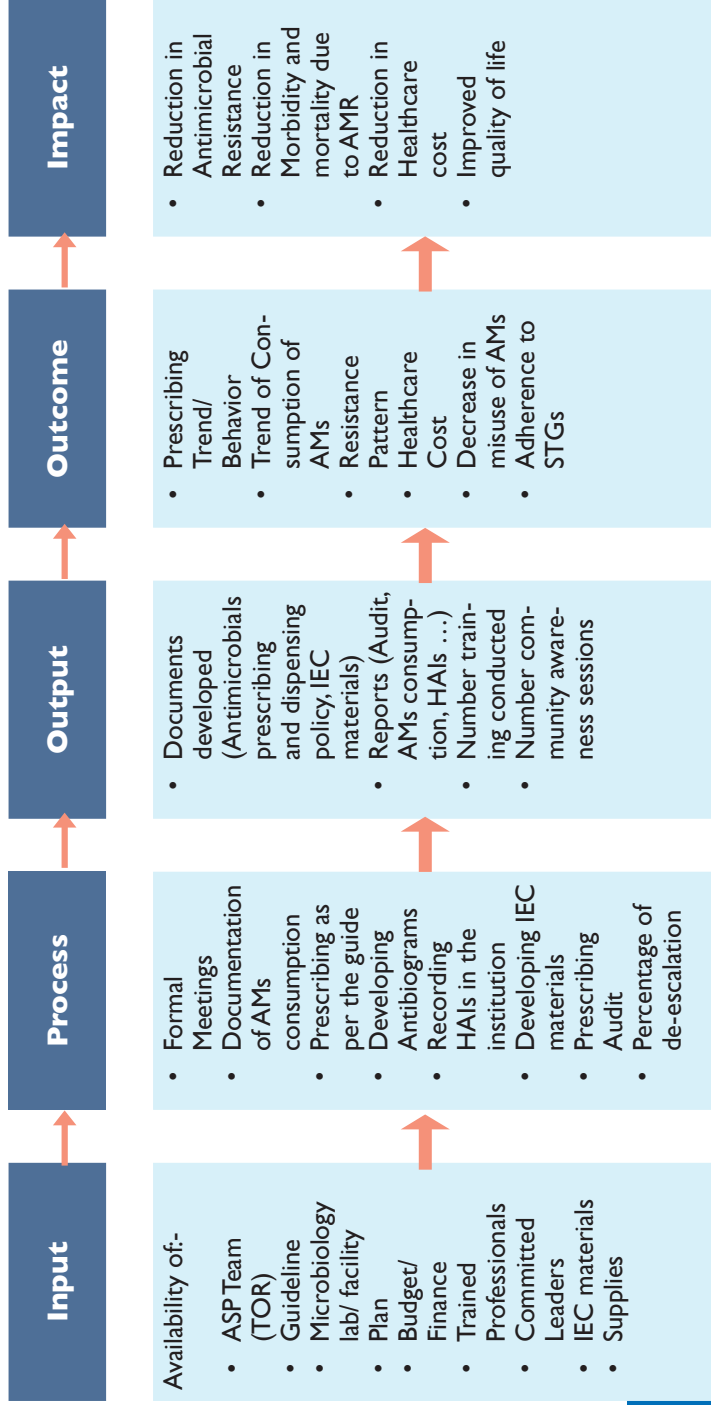 Input
Availability of:-
• ASP Team
(TOR)
• Guideline
• Microbiology
lab/ facility
• Plan
• Budget/
Finance
• Trained
Professionals
• Committed
Leaders
• IEC materials
• Supplies
Process
• Formal
Meetings
• Documentation
of AMs
consumption
• Prescribing as
per the guide
• Developing
Antibiograms
• Recording
HAIs in the
institution
• Developing IEC
materials
• Prescribing
Audit
• Percentage of
de-escalation
Output
• Documents
developed
(Antimicrobials
prescribing
and dispensing
policy, IEC
materials)
• Reports (Audit,
AMs consump-
tion, HAIs …)
• Number train-
ing conducted
• Number com-
munity aware-
ness sessions
Outcome
• Prescribing
Trend/
Behavior
• Trend of Con-
sumption of
AMs
• Resistance
Pattern
• Healthcare
Cost
• Decrease in
misuse of AMs
• Adherence to
STGs
Impact
• Reduction in
Antimicrobial
Resistance
• Reduction in
Morbidity and
mortality due
to AMR
• Reduction in
Healthcare
cost
• Improved
quality of life